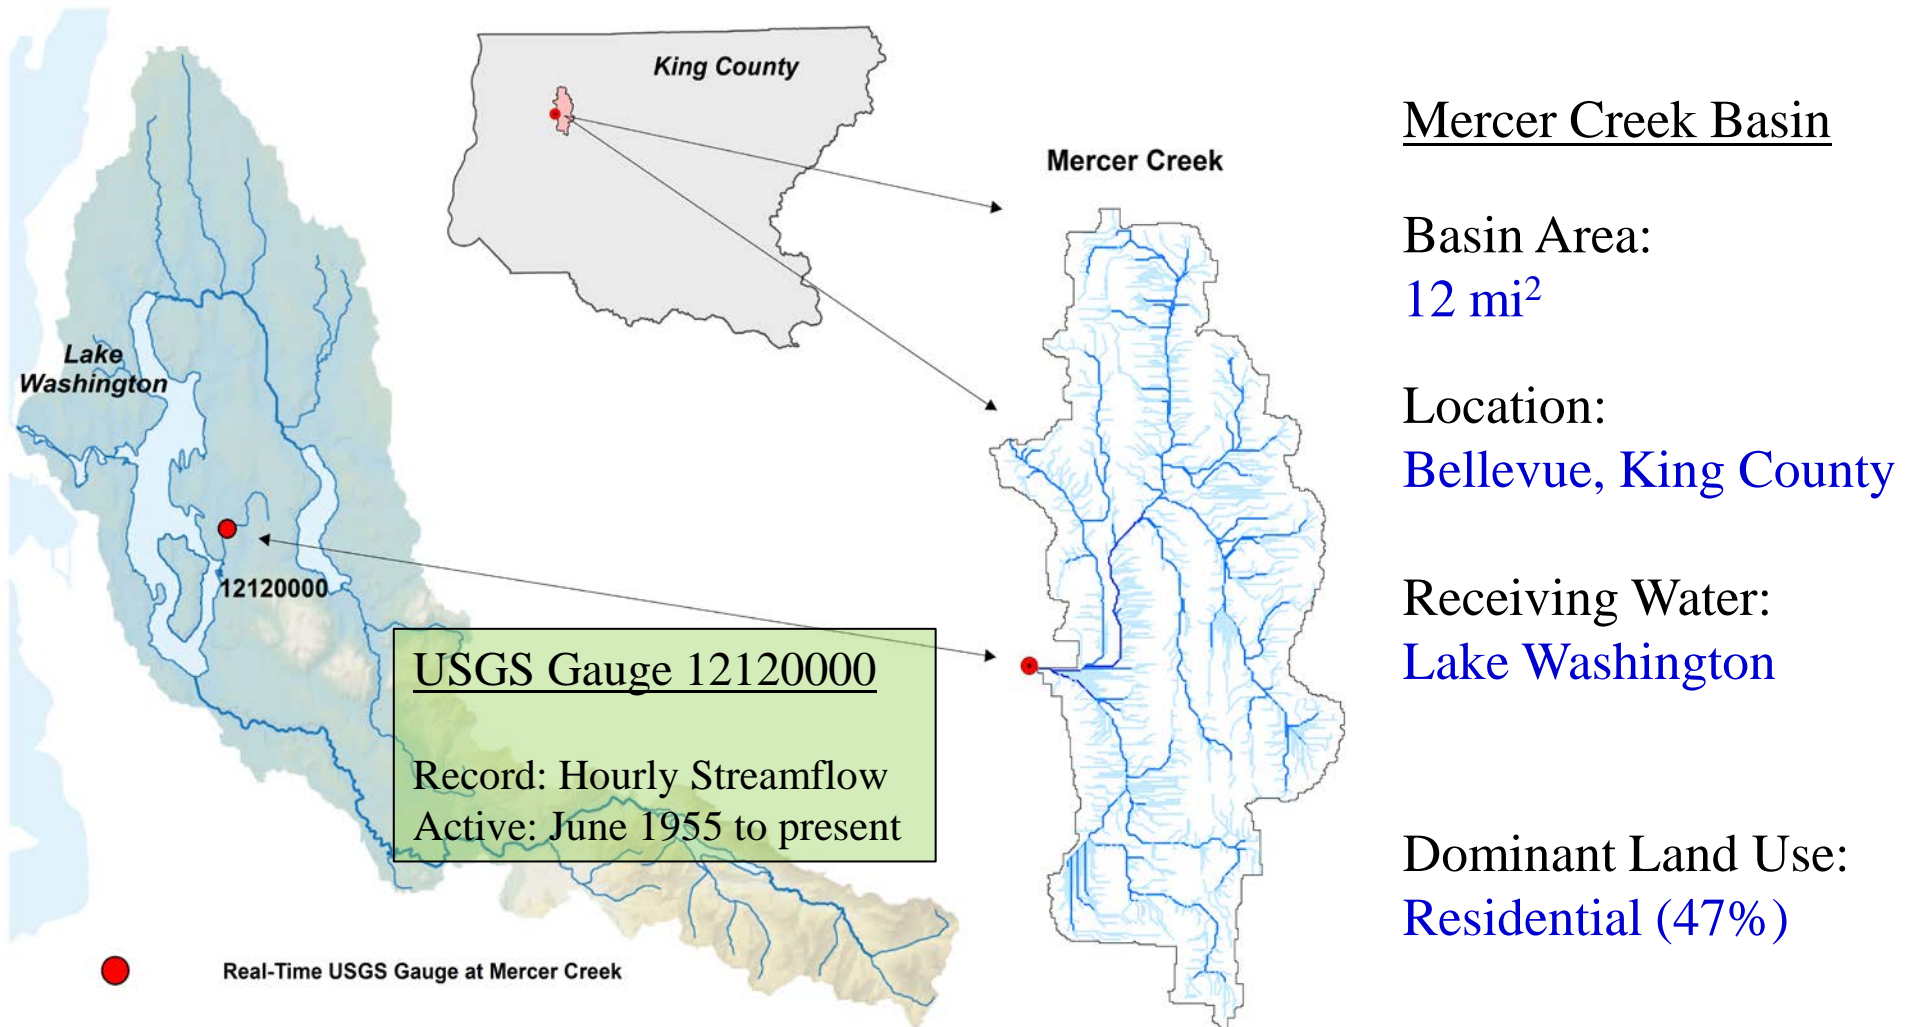 King County
Mercer Creek
Lake
Washington
12120000
USGS Gauge 12120000
Record: Hourly Streamflow
Active: June 1955 to present
Real-Time USGS Gauge at Mercer Creek
Mercer Creek Basin
Basin Area:
12 mi²
Location:
Bellevue, King County
Receiving Water:
Lake Washington
Dominant Land Use:
Residential (47%)